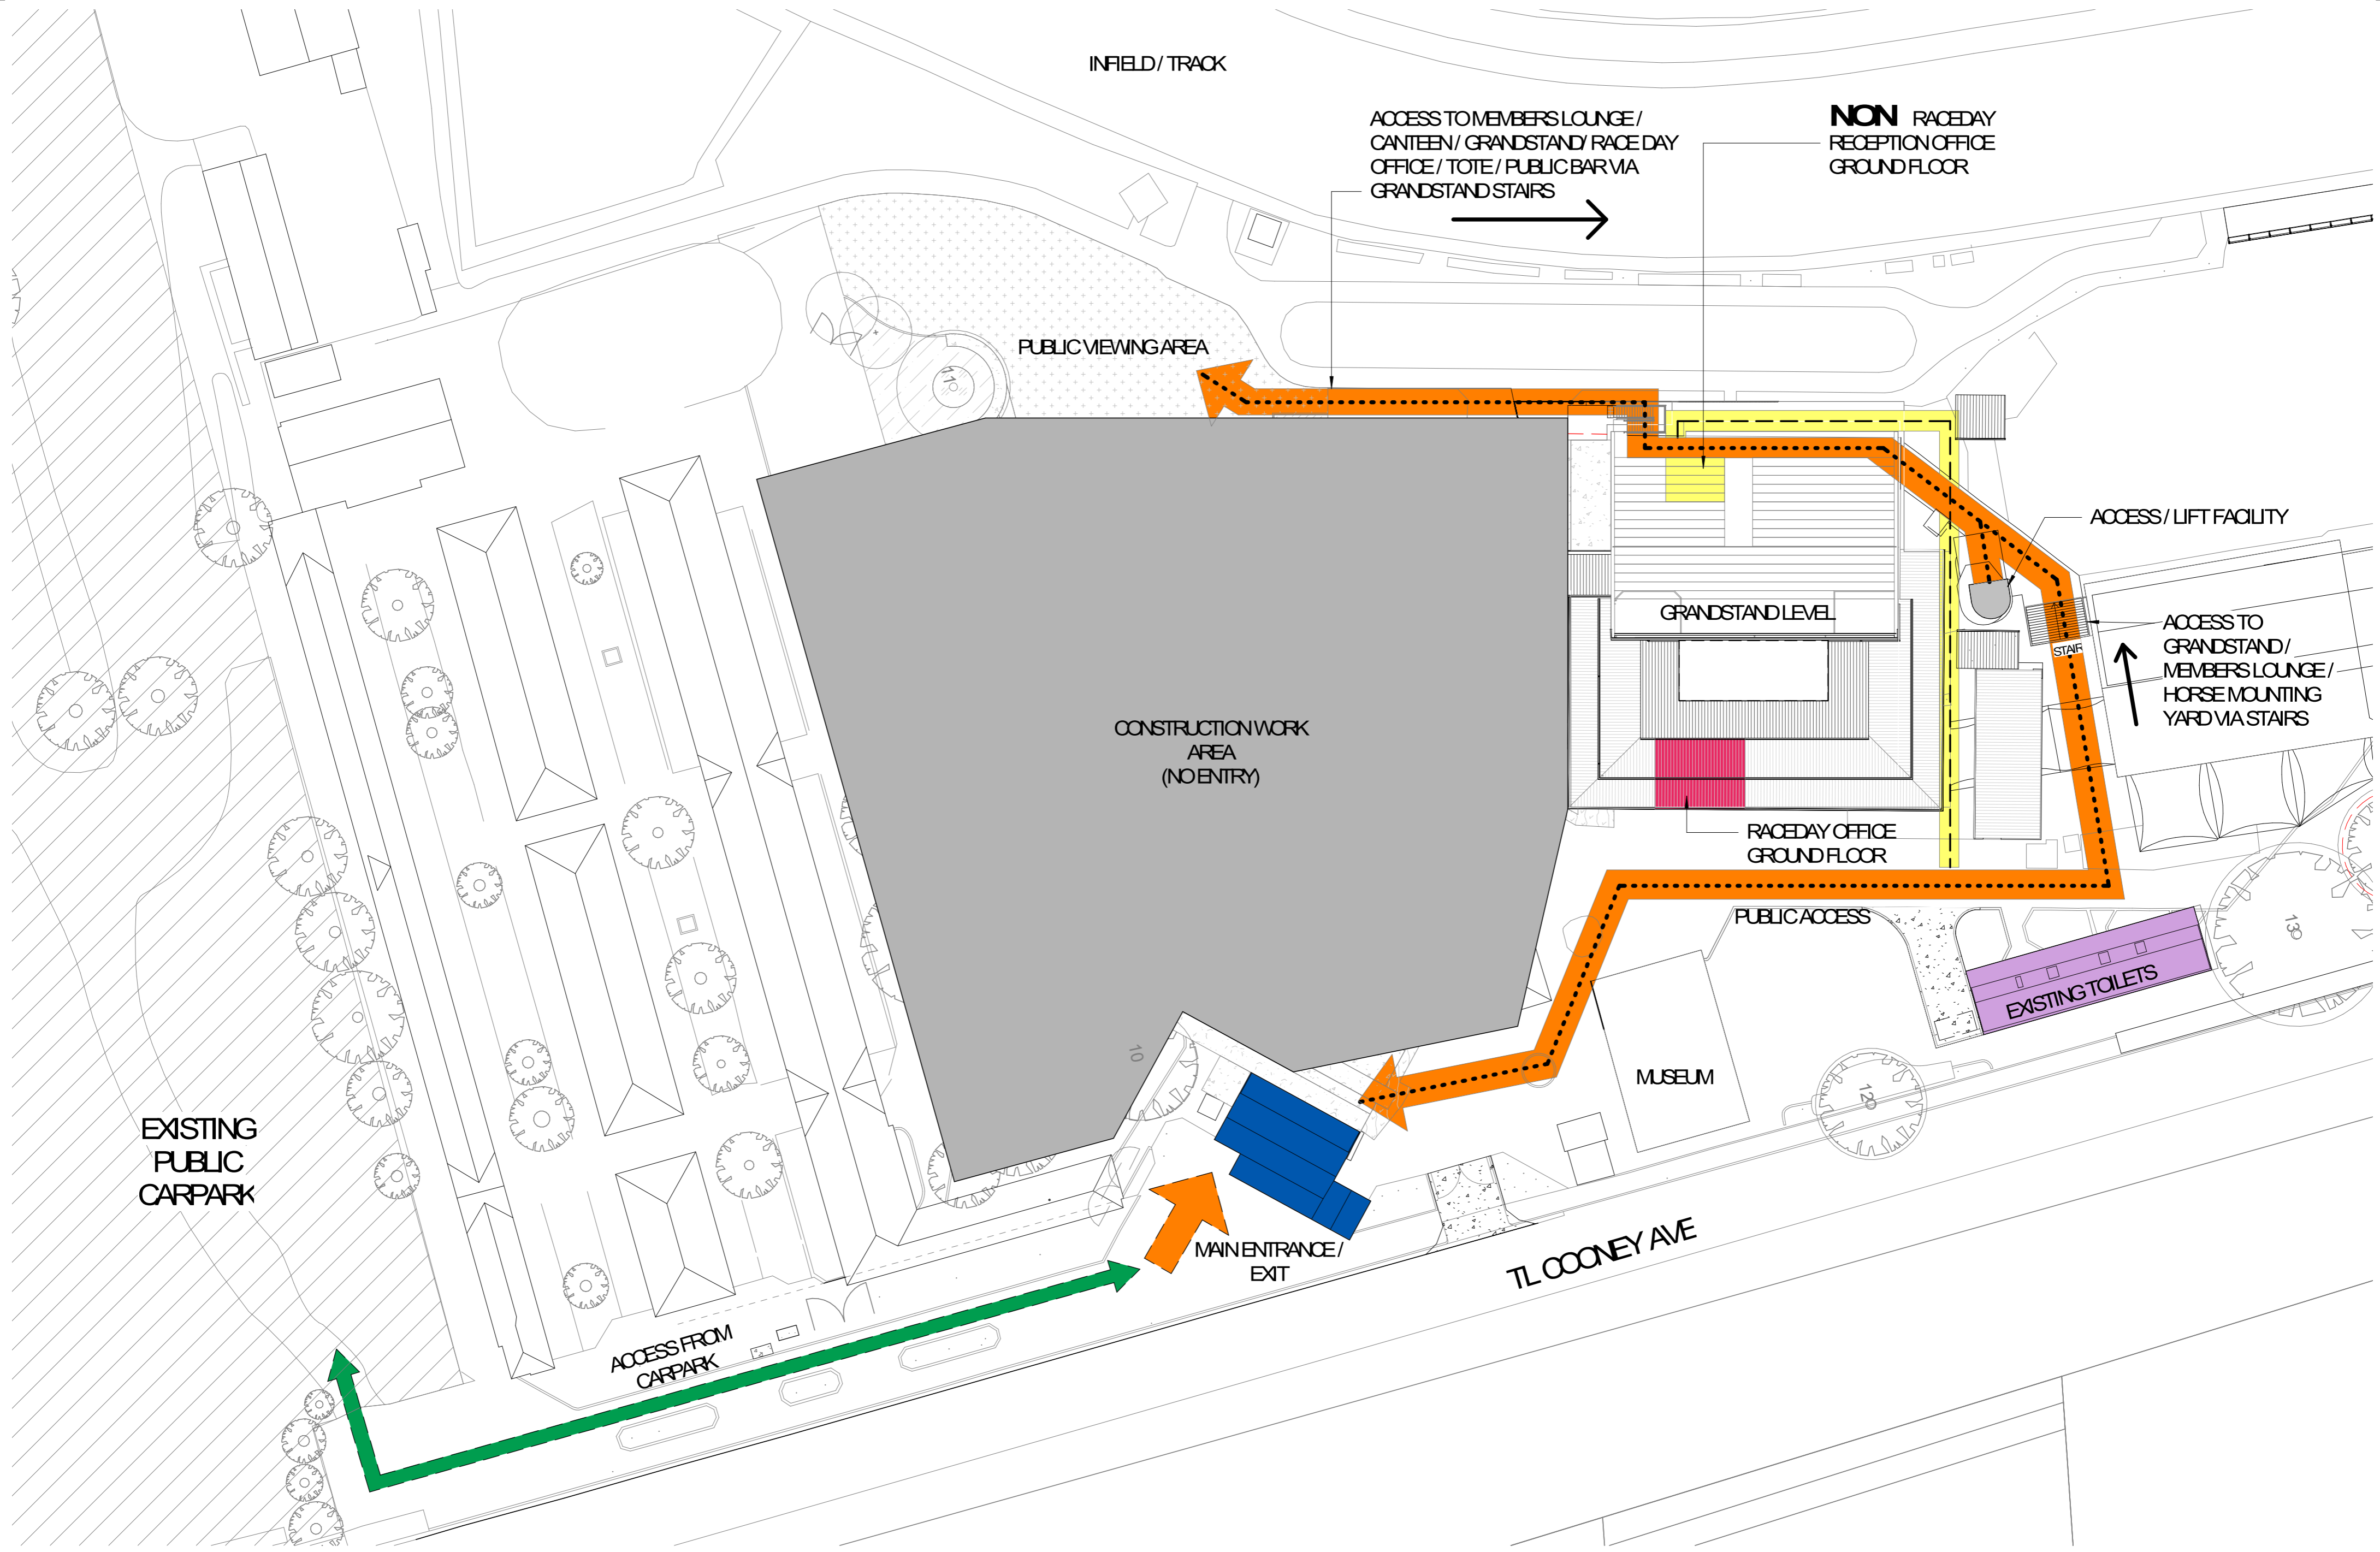 INFIELD / TRACK
ACCESS TO MEMBERS LOUNGE /
CANTEEN / GRANDSTAND/ RACE DAY
OFFICE / TOTE / PUBLIC BAR VIA
GRANDSTAND STAIRS
NON RACEDAY
RECEPTION OFFICE
GROUND FLOOR
PUBLIC VIEWING AREA
11
ACCESS / LIFT FACILITY
GRANDSTAND LEVEL
ACCESS TO
GRANDSTAND /
MEMBERS LOUNGE /
HORSE MOUNTING
YARD VIA STAIRS
STAIR
CONSTRUCTION WORK
AREA
(NO ENTRY)
RACEDAY OFFICE
GROUND FLOOR
PUBLIC ACCESS
13
EXISTING TOILETS
10
MUSEUM
12
EXISTING
PUBLIC
CARPARK
MAIN ENTRANCE /
EXIT
TL COONEY AVE
ACCESS FROM
CARPARK